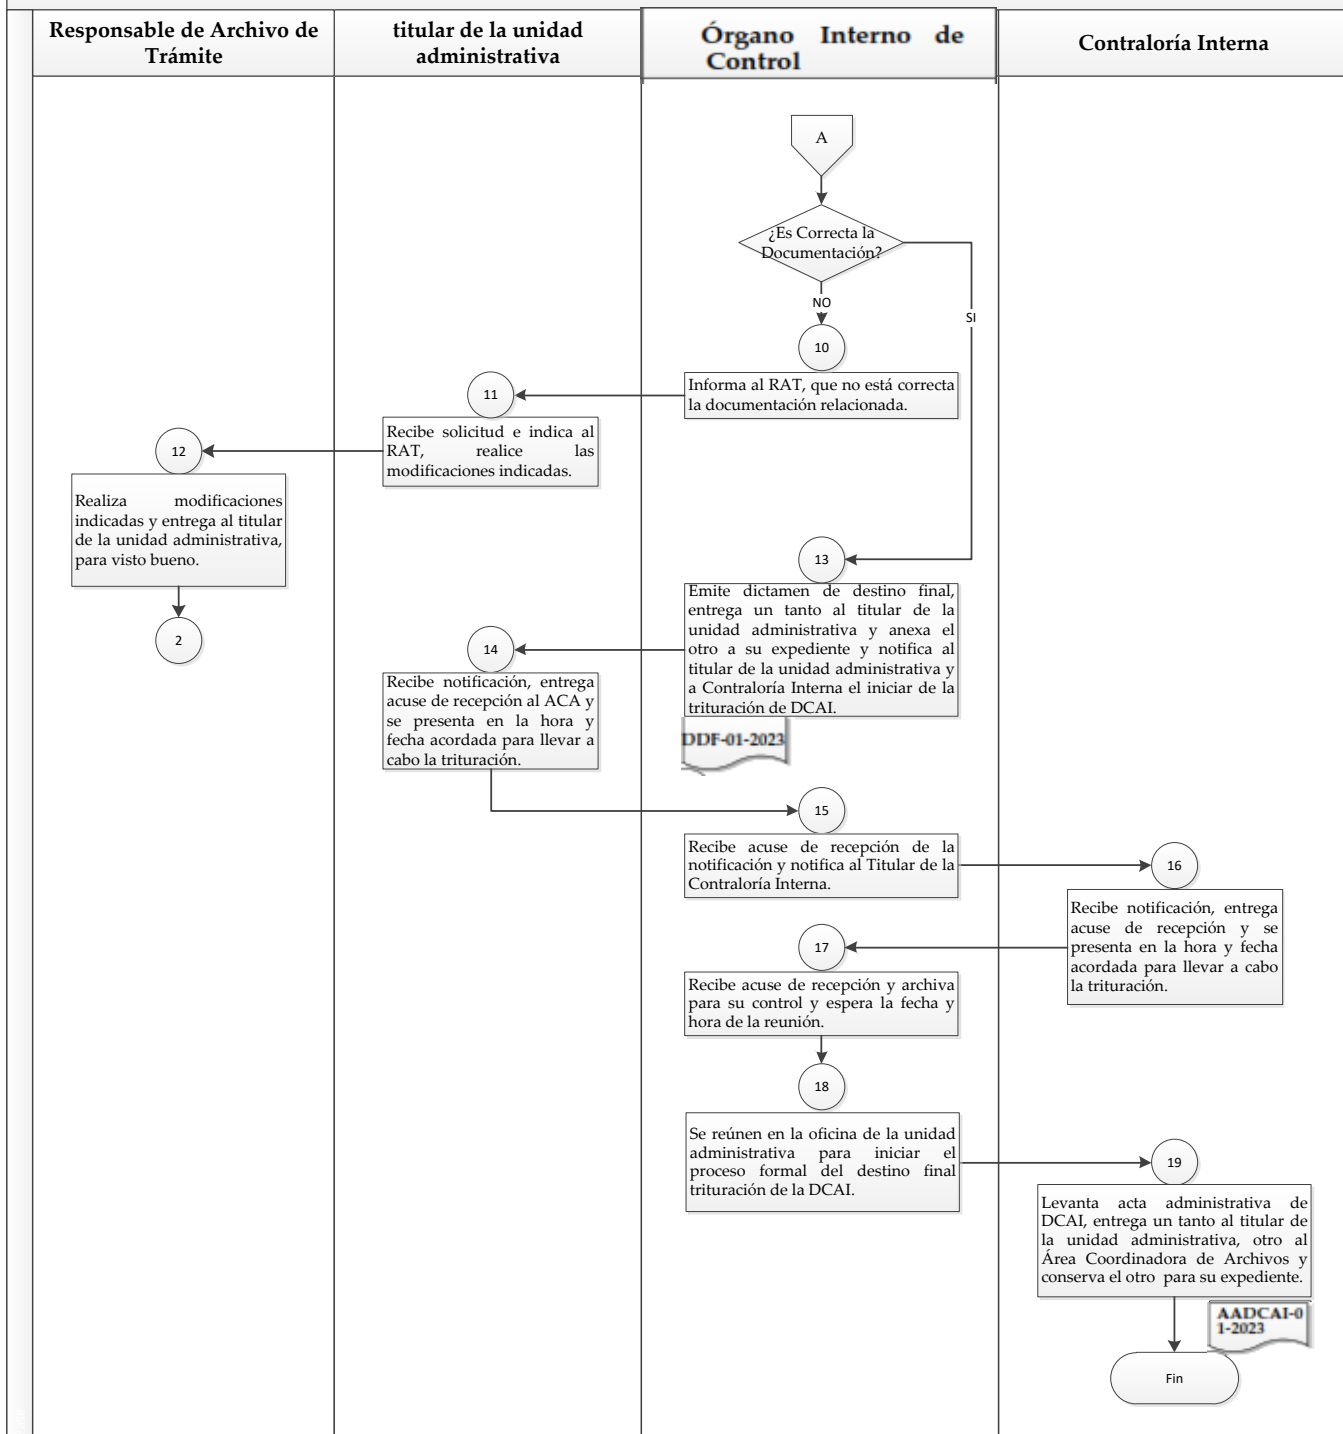 Responsable de Archivo de
Trámite
titular de la unidad
administrativa
Órgano Interno de
Control
Contraloría Interna
A
¿Es Correcta la
Documentación?
NO
SI
10
Informa al RAT, que no está correcta
la documentación relacionada.
11
Recibe solicitud e indica al
RAT, realice las
modificaciones indicadas.
12
Realiza modificaciones
indicadas y entrega al titular
de la unidad administrativa,
para visto bueno.
2
13
Emite dictamen de destino final,
entrega un tanto al titular de la
unidad administrativa y anexa el
otro a su expediente y notifica al
titular de la unidad administrativa y
a Contraloría Interna el iniciar de la
trituración de DCAI.
DDF-01-2023
14
Recibe notificación, entrega
acuse de recepción al ACA y
se presenta en la hora y
fecha acordada para llevar a
cabo la trituración.
15
Recibe acuse de recepción de la
notificación y notifica al Titular de la
Contraloría Interna.
16
Recibe notificación, entrega
acuse de recepción y se
presenta en la hora y fecha
acordada para llevar a cabo
la trituración.
17
Recibe acuse de recepción y archiva
para su control y espera la fecha y
hora de la reunión.
18
Se reúnen en la oficina de la unidad
administrativa para iniciar el
proceso formal del destino final
trituración de la DCAI.
19
Levanta acta administrativa de
DCAI, entrega un tanto al titular de
la unidad administrativa, otro al
Área Coordinadora de Archivos y
conserva el otro para su expediente.
AADCAI-0
1-2023
Fin